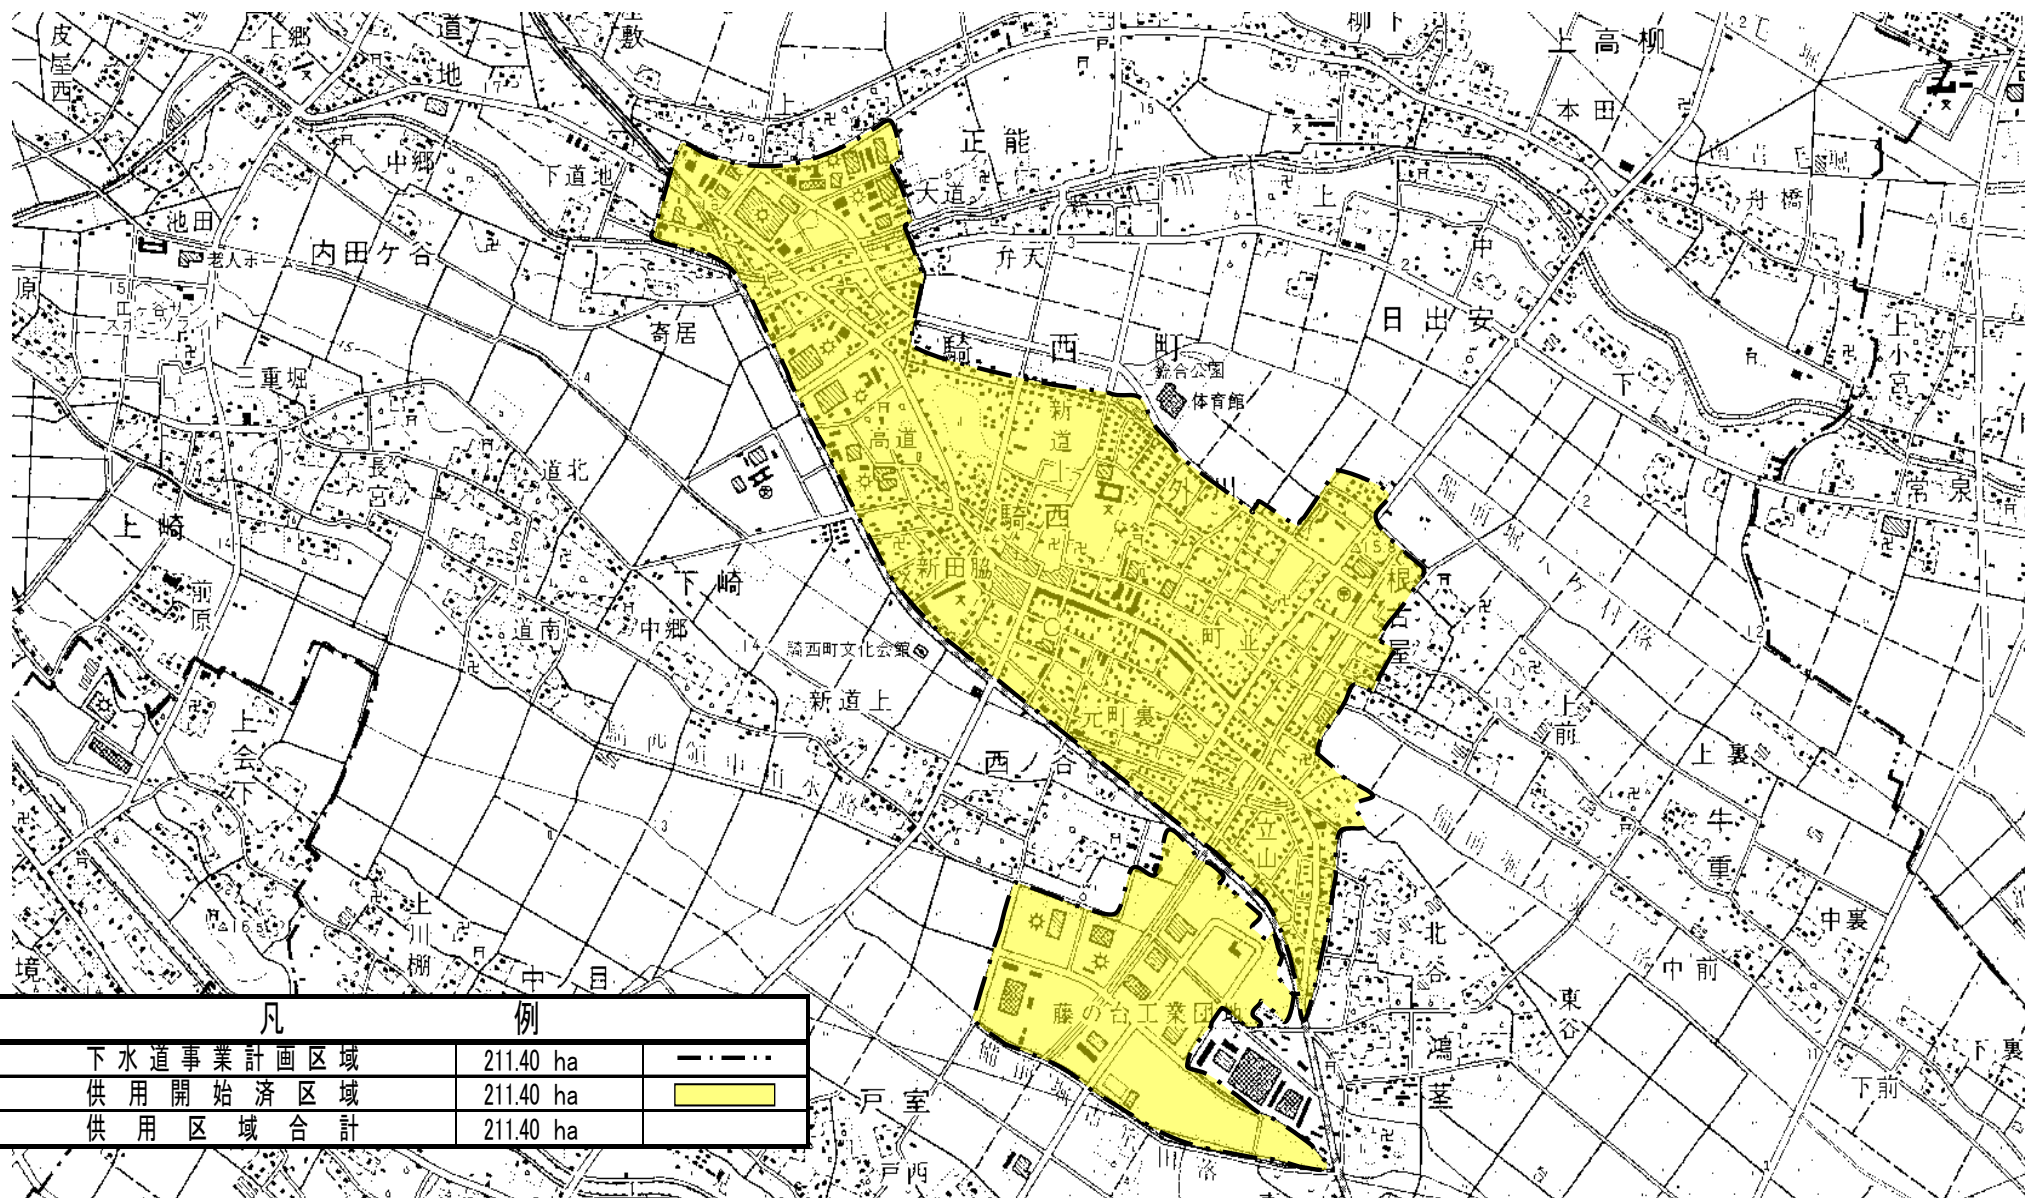 皮屋西
上郷
道地
敷
柳下
上高柳
本田
正能
上
中郷
下道地
大道
上
舟橋
池田
内田ケ谷
老人ホーム
弁天
中
原
寄居
日出安
上小宮
騎西町
総合公園
体育館
三重堀
下
新道
高道
道北
長宮
外川
常泉
上崎
騎西
新田脇
下崎
前原
根古屋
道南
中郷
町並
騎西町文化会館
新道上
元町裏
上前
上会下
西ノ谷
上裏
牛重
立山
上川棚
中裏
北谷
境
中目
中前
東谷
藤の台工業団地
鴻茎
下裏
下前
戸室
戸西
凡例
下水道事業計画区域 211.40 ha
供用開始済区域 211.40 ha
供用区域合計 211.40 ha